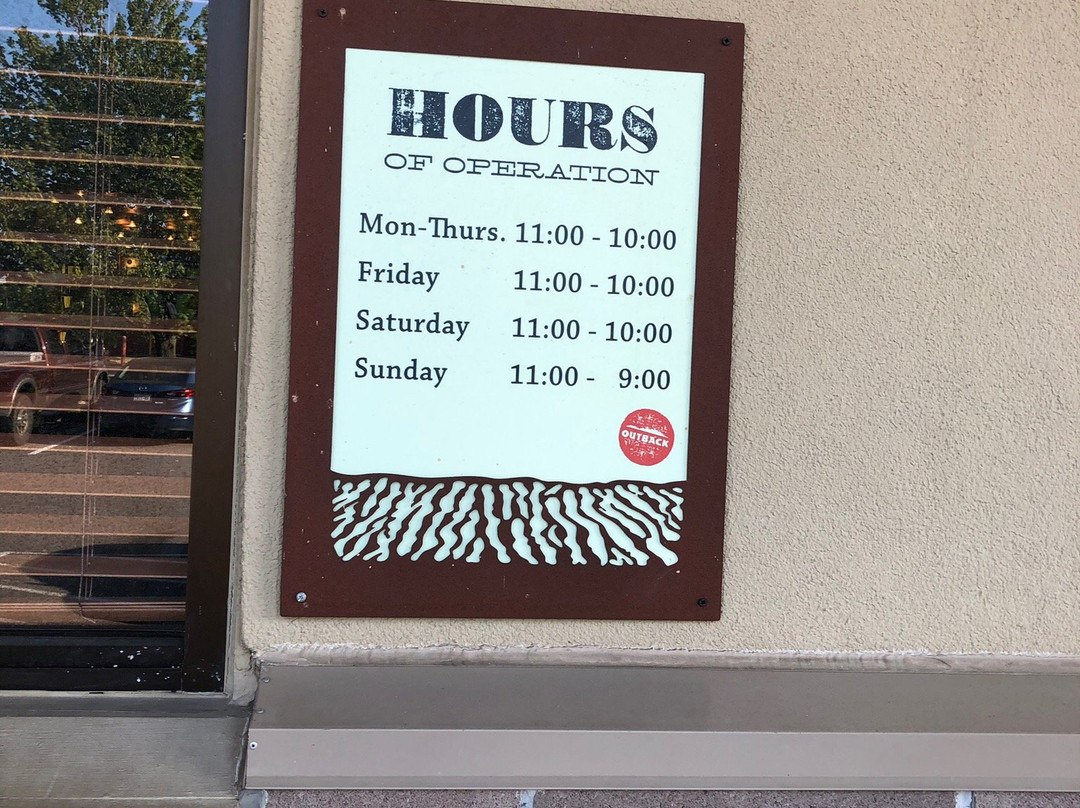 HOURS
OF OPERATION
Mon-Thurs. 11:00 - 10:00
Friday 11:00 - 10:00
Saturday 11:00 - 10:00
Sunday 11:00 - 9:00
OUTBACK